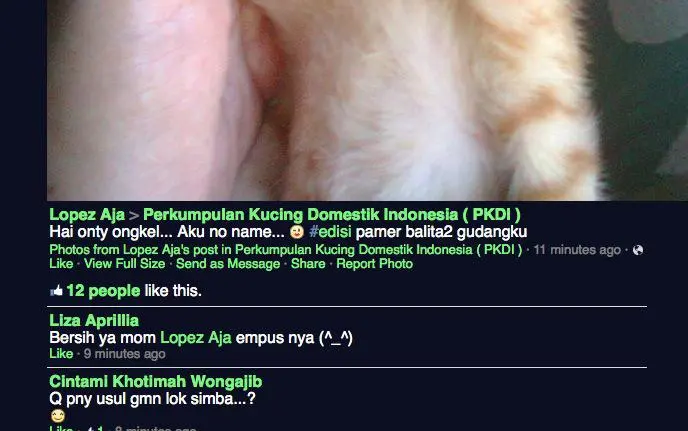 Lopez Aja > Perkumpulan Kucing Domestik Indonesia ( PKDI )
Hai onty ongkel... Aku no name... #edisi pamer balita2 gudangku
Photos from Lopez Aja's post in Perkumpulan Kucing Domestik Indonesia ( PKDI ) · 11 minutes ago ·
Like · View Full Size · Send as Message · Share · Report Photo
12 people like this.
Liza Aprillia
Bersih ya mom Lopez Aja empus nya (^_^)
Like · 9 minutes ago
Cintami Khotimah Wongajib
Q pny usul gmn lok simba...?
Like · 1 · 8 minutes ago